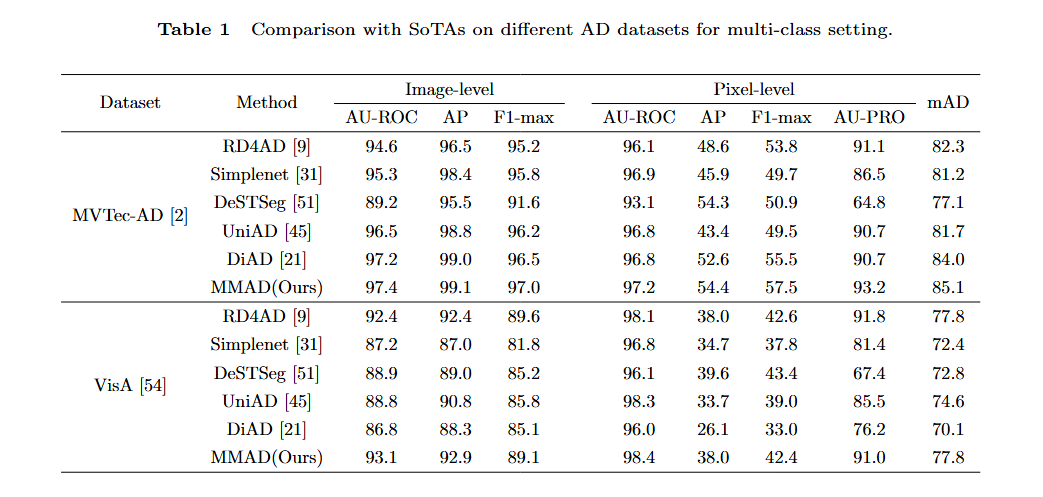 Table 1 Comparison with SoTAs on different AD datasets for multi-class setting.
Dataset Method Image-level Pixel-level mAD
AU-ROC AP F1-max AU-ROC AP F1-max AU-PRO
MVTec-AD [2]
RD4AD [9] 94.6 96.5 95.2 96.1 48.6 53.8 91.1 82.3
Simplenet [31] 95.3 98.4 95.8 96.9 45.9 49.7 86.5 81.2
DeSTSeg [51] 89.2 95.5 91.6 93.1 54.3 50.9 64.8 77.1
UniAD [45] 96.5 98.8 96.2 96.8 43.4 49.5 90.7 81.7
DiAD [21] 97.2 99.0 96.5 96.8 52.6 55.5 90.7 84.0
MMAD(Ours) 97.4 99.1 97.0 97.2 54.4 57.5 93.2 85.1
VisA [54]
RD4AD [9] 92.4 92.4 89.6 98.1 38.0 42.6 91.8 77.8
Simplenet [31] 87.2 87.0 81.8 96.8 34.7 37.8 81.4 72.4
DeSTSeg [51] 88.9 89.0 85.2 96.1 39.6 43.4 67.4 72.8
UniAD [45] 88.8 90.8 85.8 98.3 33.7 39.0 85.5 74.6
DiAD [21] 86.8 88.3 85.1 96.0 26.1 33.0 76.2 70.1
MMAD(Ours) 93.1 92.9 89.1 98.4 38.0 42.4 91.0 77.8